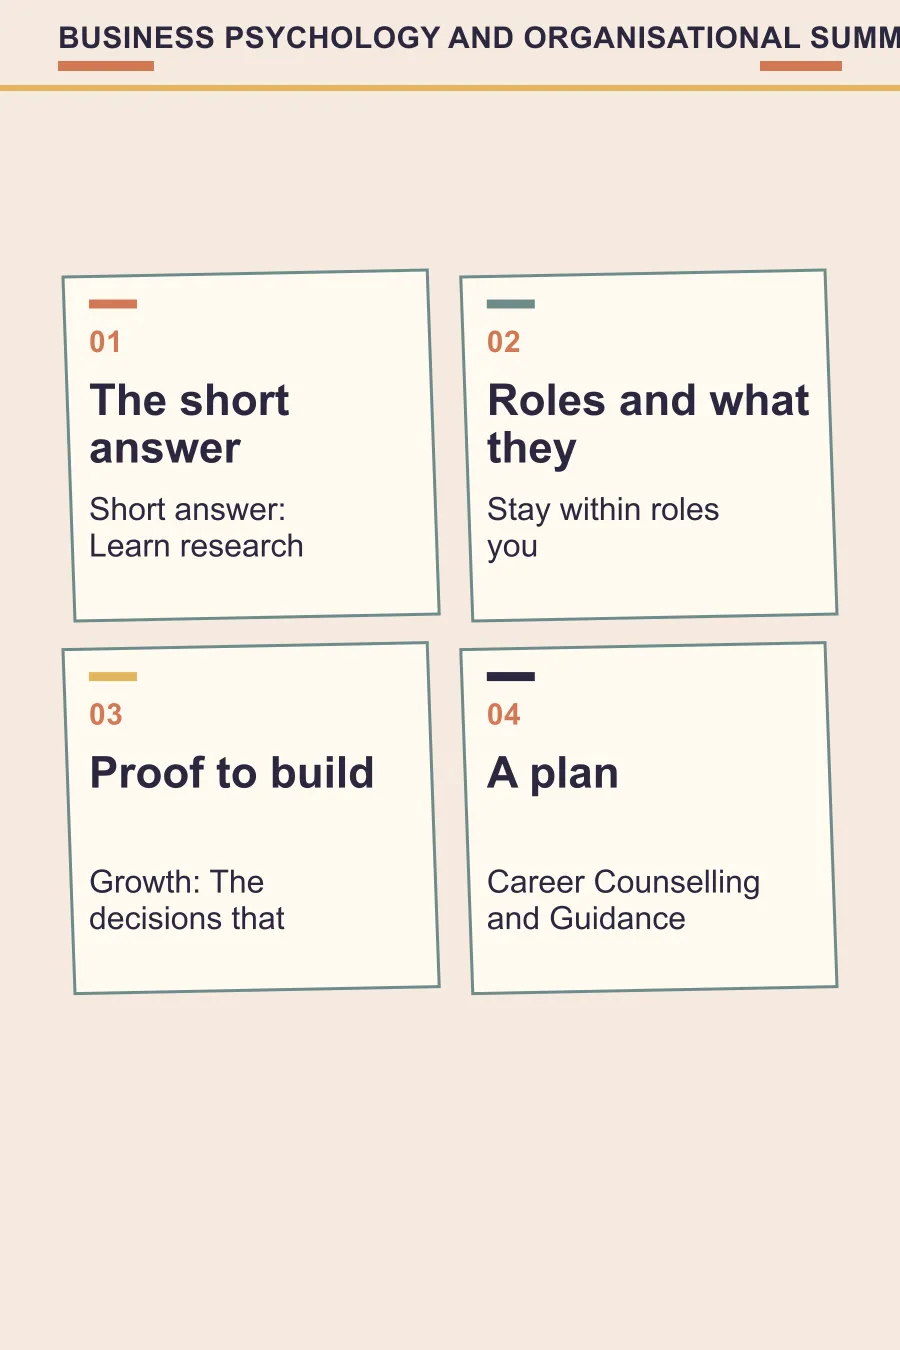 BUSINESS PSYCHOLOGY AND ORGANISATIONAL SUMM
01
The short
answer
Short answer:
Learn research
02
Roles and what
they
Stay within roles
you
03
Proof to build
Growth: The
decisions that
04
A plan
Career Counselling
and Guidance